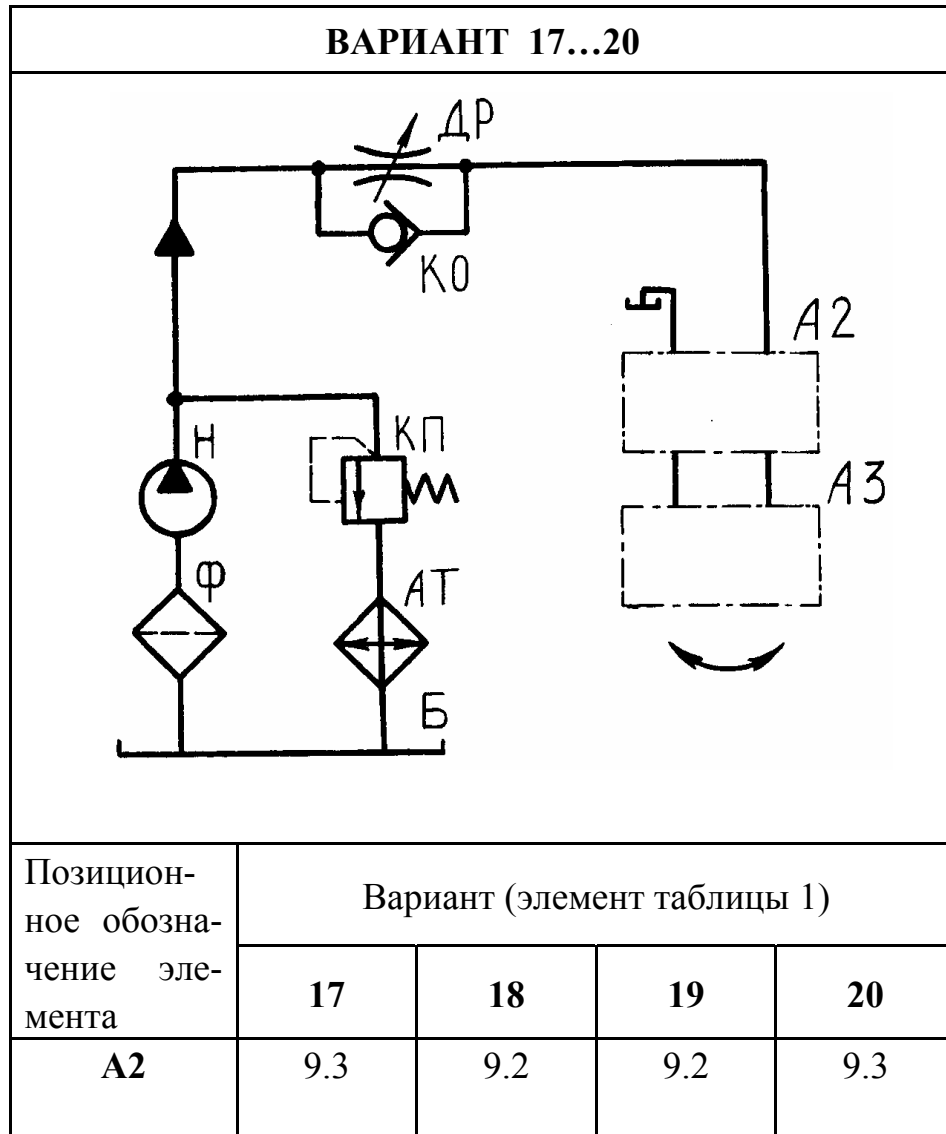 ВАРИАНТ 17...20
ДР
КО
А2
Н
КП
А3
Ф
АТ
Б
Позицион-
ное обозна-
чение эле-
мента
Вариант (элемент таблицы 1)
17 18 19 20
А2 9.3 9.2 9.2 9.3